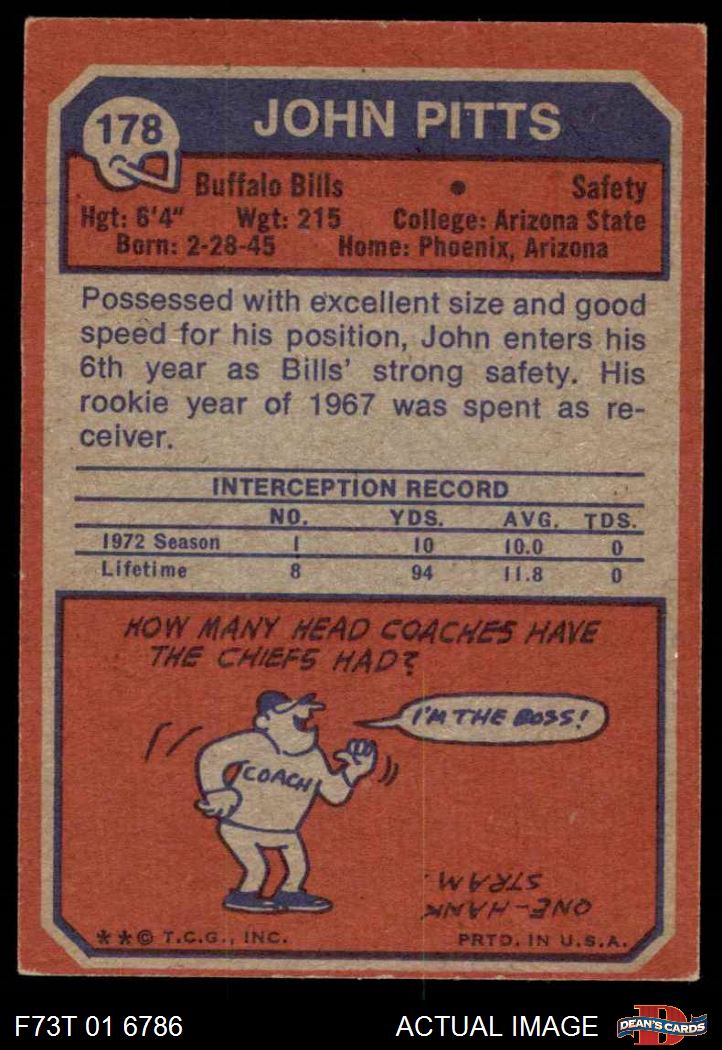 178
JOHN PITTS
Buffalo Bills • Safety
Hgt: 6'4" Wgt: 215 College: Arizona State
Born: 2-28-45 Home: Phoenix, Arizona
Possessed with excellent size and good
speed for his position, John enters his
6th year as Bills' strong safety. His
rookie year of 1967 was spent as re-
ceiver.
INTERCEPTION RECORD
NO. YDS. AVG. TDS.
1972 Season 1 10 10.0 0
Lifetime 8 94 11.8 0
HOW MANY HEAD COACHES HAVE
THE CHIEFS HAD?
I'M THE BOSS!
COACH
ONE-HANK
STRAM.
**© T.C.G., INC. PRTD. IN U.S.A.
F73T 01 6786 ACTUAL IMAGE
D
DEAN'S CARDS